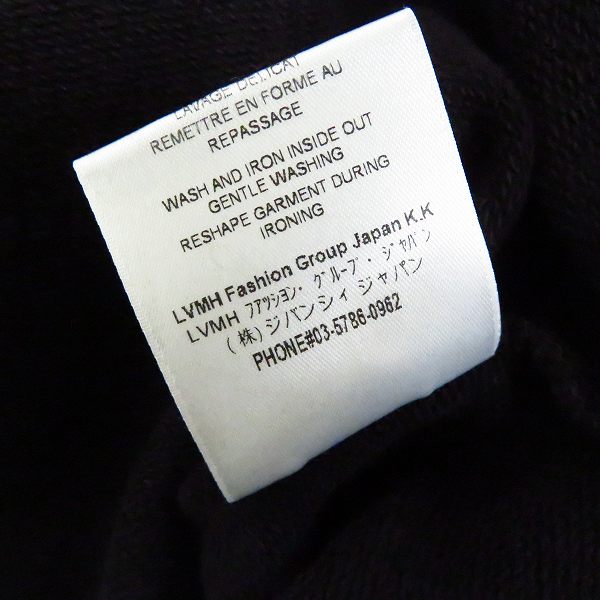 LAVAGE DELICAT
REMETTRE EN FORME AU
REPASSAGE
WASH AND IRON INSIDE OUT
GENTLE WASHING
RESHAPE GARMENT DURING
IRONING
LVMH Fashion Group Japan K.K
LVMH ファッション・グループ・ジャパン
(株)ジバンシィ ジャパン
PHONE#03-5786-0962